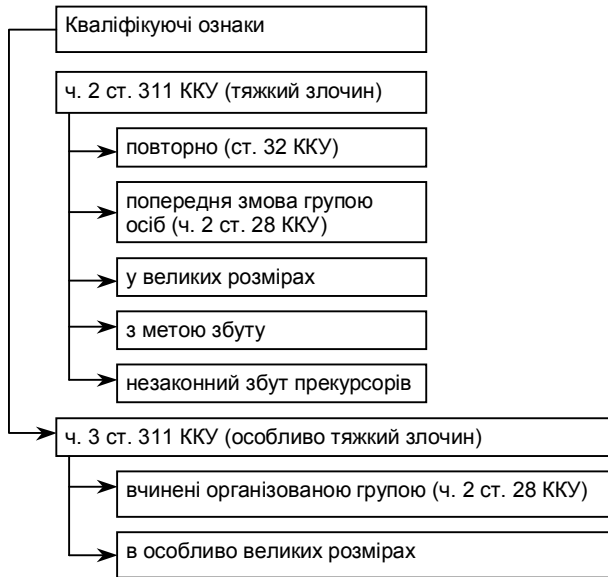 Кваліфікуючі ознаки
ч. 2 ст. 311 ККУ (тяжкий злочин)
повторно (ст. 32 ККУ)
попередня змова групою
осіб (ч. 2 ст. 28 ККУ)
у великих розмірах
з метою збуту
незаконний збут прекурсорів
ч. 3 ст. 311 ККУ (особливо тяжкий злочин)
вчинені організованою групою (ч. 2 ст. 28 ККУ)
в особливо великих розмірах